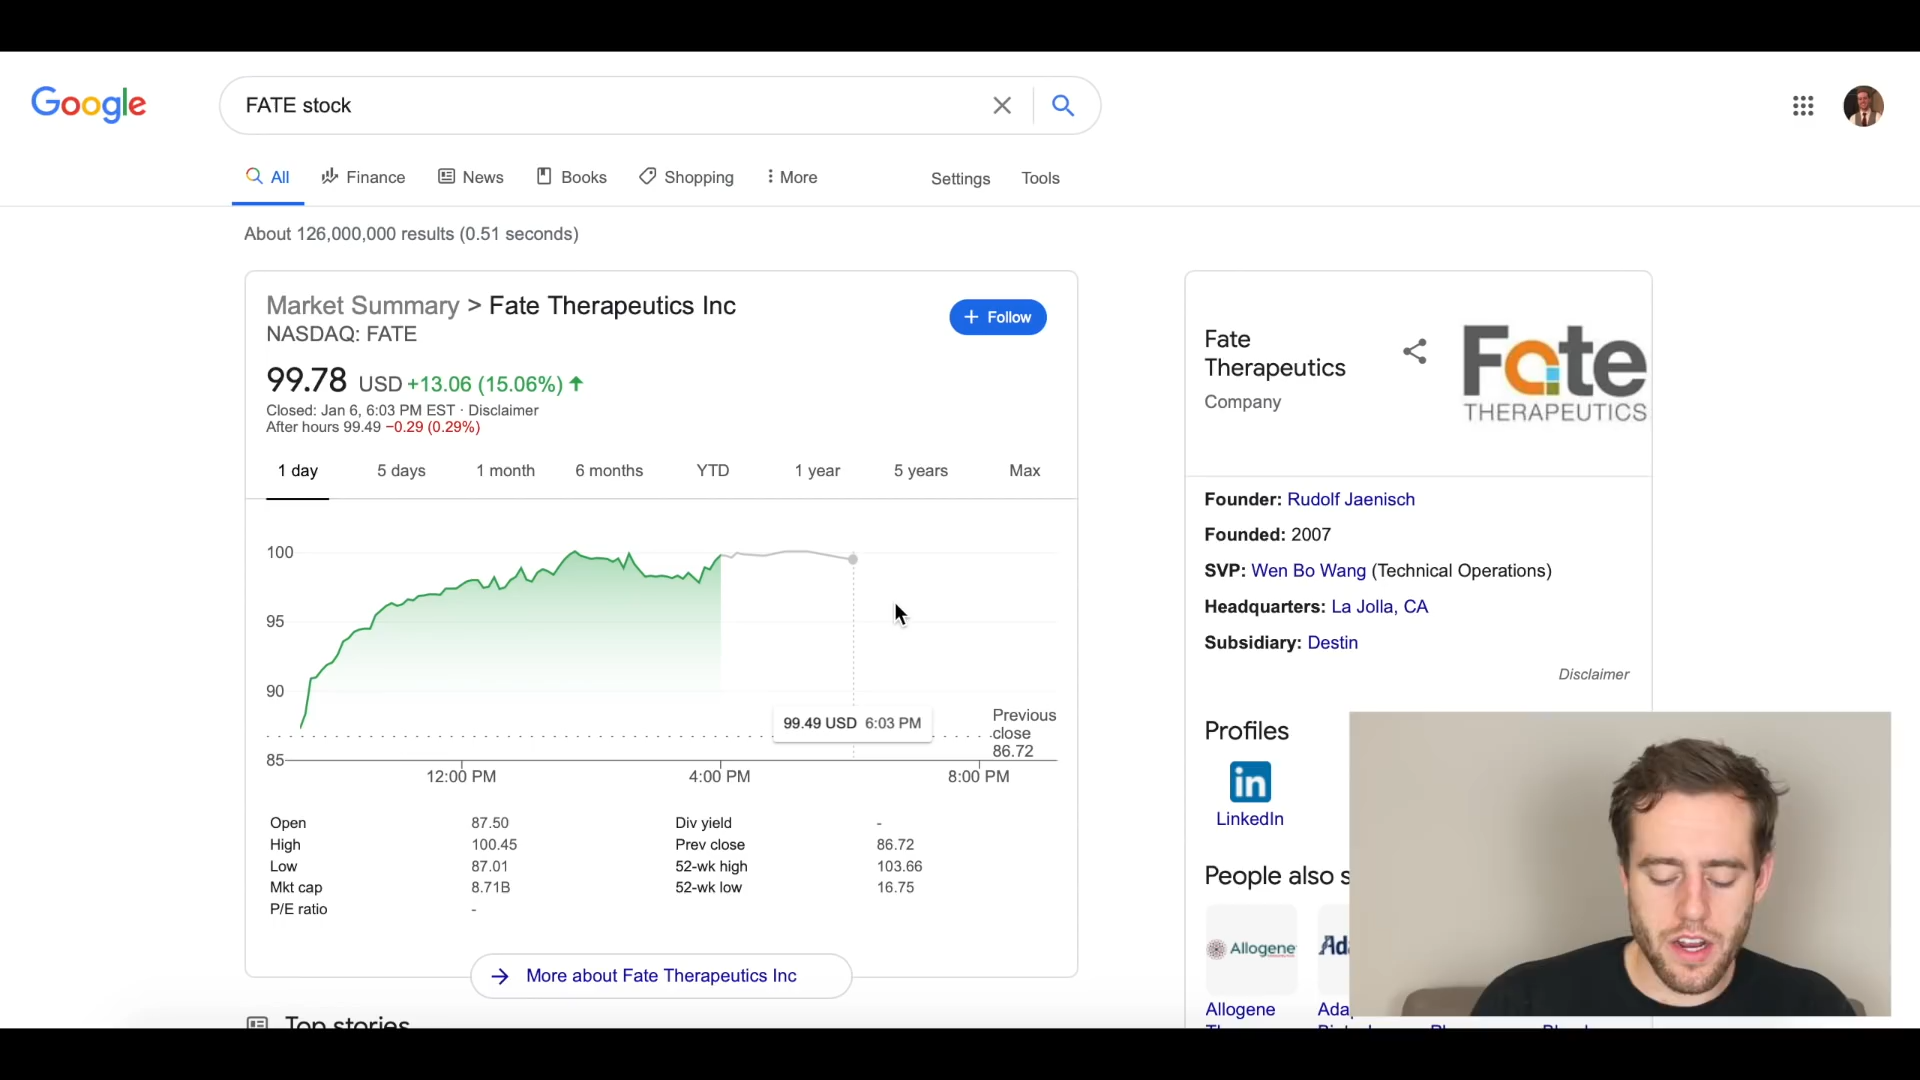 Google
FATE stock
All
Finance
News
Books
Shopping
More
Settings
Tools
About 126,000,000 results (0.51 seconds)
Market Summary > Fate Therapeutics Inc
NASDAQ: FATE
+ Follow
99.78 USD +13.06 (15.06%)
Closed: Jan 6, 6:03 PM EST · Disclaimer
After hours 99.49 −0.29 (0.29%)
1 day
5 days
1 month
6 months
YTD
1 year
5 years
Max
100
95
90
85
99.49 USD 6:03 PM
Previous
close
86.72
12:00 PM
4:00 PM
8:00 PM
Open 87.50
High 100.45
Low 87.01
Mkt cap 8.71B
P/E ratio -
Div yield -
Prev close 86.72
52-wk high 103.66
52-wk low 16.75
More about Fate Therapeutics Inc
Top stories
Fate
Therapeutics
Company
Fate
THERAPEUTICS
Founder: Rudolf Jaenisch
Founded: 2007
SVP: Wen Bo Wang (Technical Operations)
Headquarters: La Jolla, CA
Subsidiary: Destin
Disclaimer
Profiles
in
LinkedIn
People also s
Allogene
Ada
Allogene
Ada